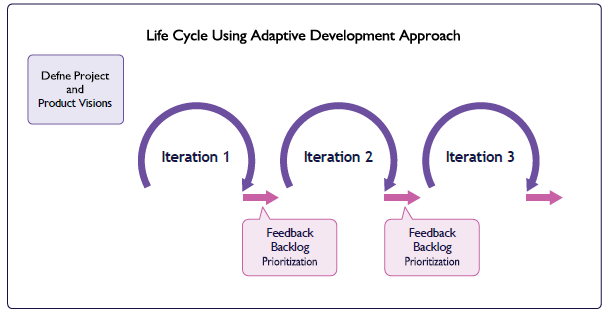 Life Cycle Using Adaptive Development Approach
Defne Project
and
Product Visions
Iteration 1
Iteration 2
Iteration 3
Feedback
Backlog
Prioritization
Feedback
Backlog
Prioritization